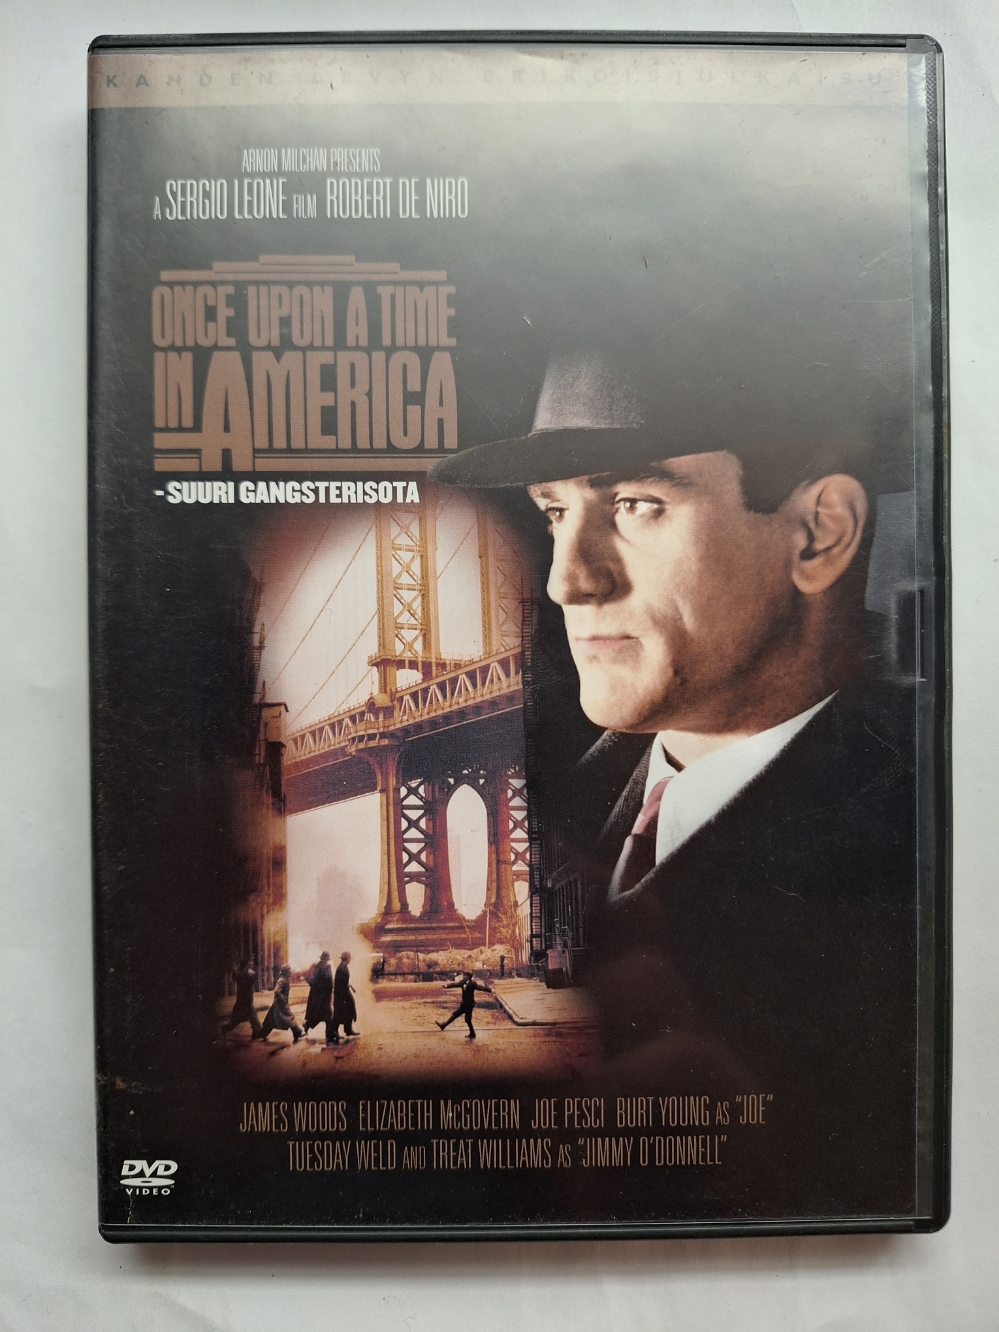 KAHDEN LEVYN ERIKOISJULKAISU
ARNON MILCHAN PRESENTS
A SERGIO LEONE FILM ROBERT DE NIRO
ONCE UPON A TIME
IN AMERICA
-SUURI GANGSTERISOTA
JAMES WOODS ELIZABETH McGOVERN JOE PESCI BURT YOUNG AS "JOE"
TUESDAY WELD AND TREAT WILLIAMS AS "JIMMY O'DONNELL"
DVD
VIDEO